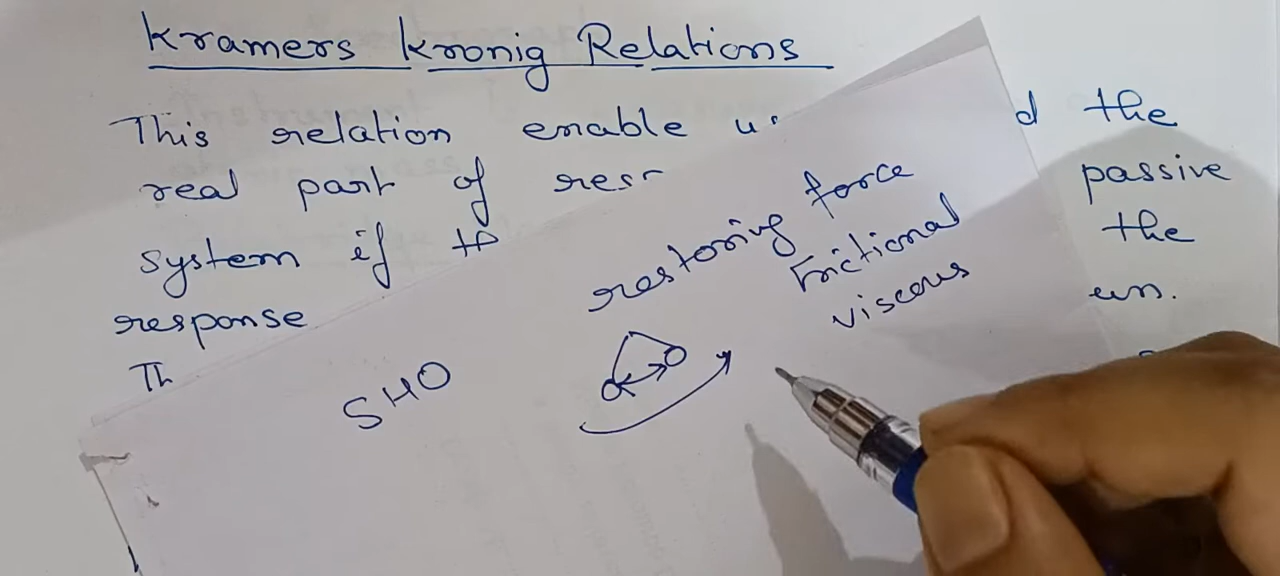 Kramers Kronig Relations
This relation enable the
real part of passive
system if the
response
restoring force
Frictional
viscous
SHO